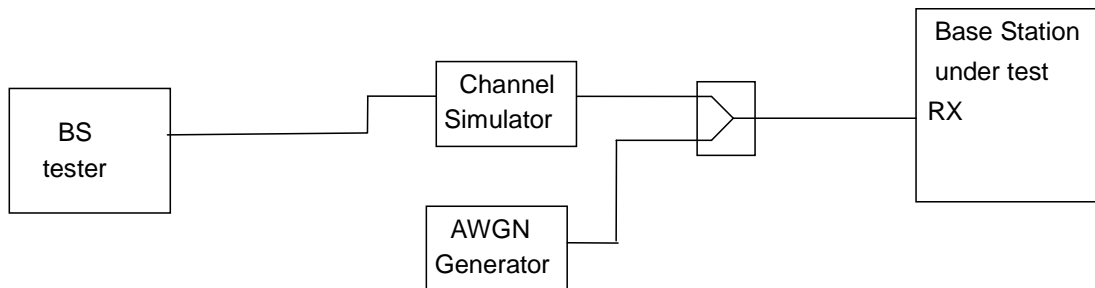 BS
tester
Channel
Simulator
AWGN
Generator
Base Station
under test
RX